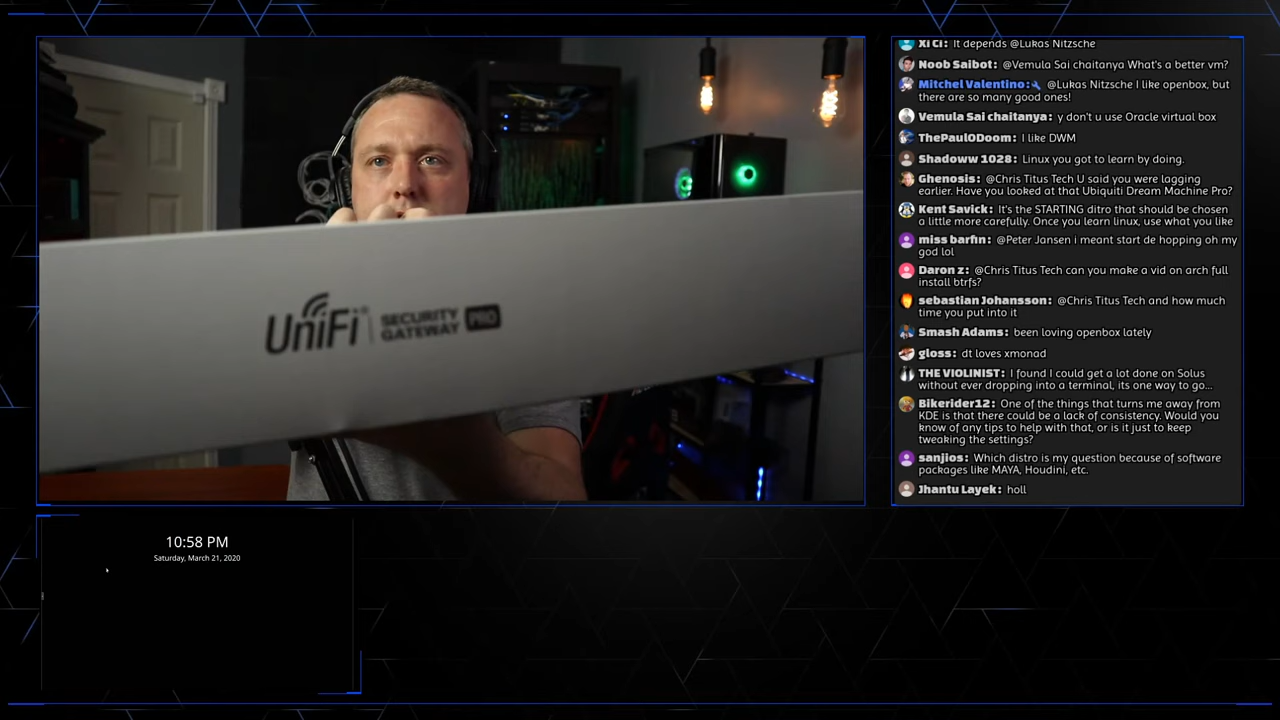 UniFi SECURITY
GATEWAY PRO
Xi Ci: It depends @Lukas Nitzsche
Noob Saibot: @Vemula Sai chaitanya What's a better vm?
Mitchel Valentino: @Lukas Nitzsche I like openbox, but
there are so many good ones!
Vemula Sai chaitanya: y don't u use Oracle virtual box
ThePaulODoom: I like DWM
Shadoww 1028: Linux you got to learn by doing.
Ghenosis: @Chris Titus Tech U said you were lagging
earlier. Have you looked at that Ubiquiti Dream Machine Pro?
Kent Savick: It's the STARTING ditro that should be chosen
a little more carefully. Once you learn linux, use what you like
miss barfin: @Peter Jansen i meant start de hopping oh my
god lol
Daron z: @Chris Titus Tech can you make a vid on arch full
install btrfs?
sebastian Johansson: @Chris Titus Tech and how much
time you put into it
Smash Adams: been loving openbox lately
gloss: dt loves xmonad
THE VIOLINIST: I found I could get a lot done on Solus
without ever dropping into a terminal, its one way to go...
Bikerider12: One of the things that turns me away from
KDE is that there could be a lack of consistency. Would you
know of any tips to help with that, or is it just to keep
tweaking the settings?
sanjios: Which distro is my question because of software
packages like MAYA, Houdini, etc.
Jhantu Layek: holl
10:58 PM
Saturday, March 21, 2020